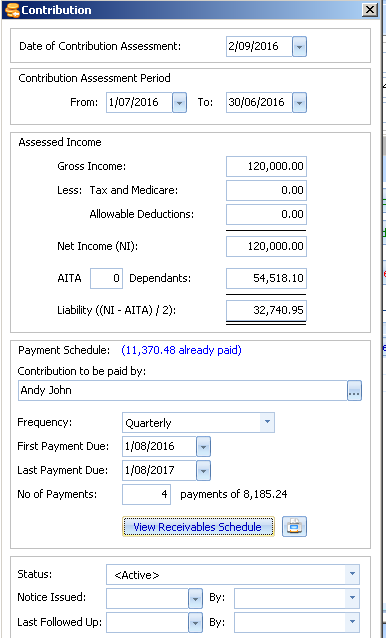 Contribution
Date of Contribution Assessment: 2/09/2016
Contribution Assessment Period
From: 1/07/2016 To: 30/06/2016
Assessed Income
Gross Income: 120,000.00
Less: Tax and Medicare: 0.00
Allowable Deductions: 0.00
Net Income (NI): 120,000.00
AITA 0 Dependants: 54,518.10
Liability ((NI - AITA) / 2): 32,740.95
Payment Schedule: (11,370.48 already paid)
Contribution to be paid by:
Andy John ...
Frequency: Quarterly
First Payment Due: 1/08/2016
Last Payment Due: 1/08/2017
No of Payments: 4 payments of 8,185.24
View Receivables Schedule
Status: <Active>
Notice Issued: By:
Last Followed Up: By: